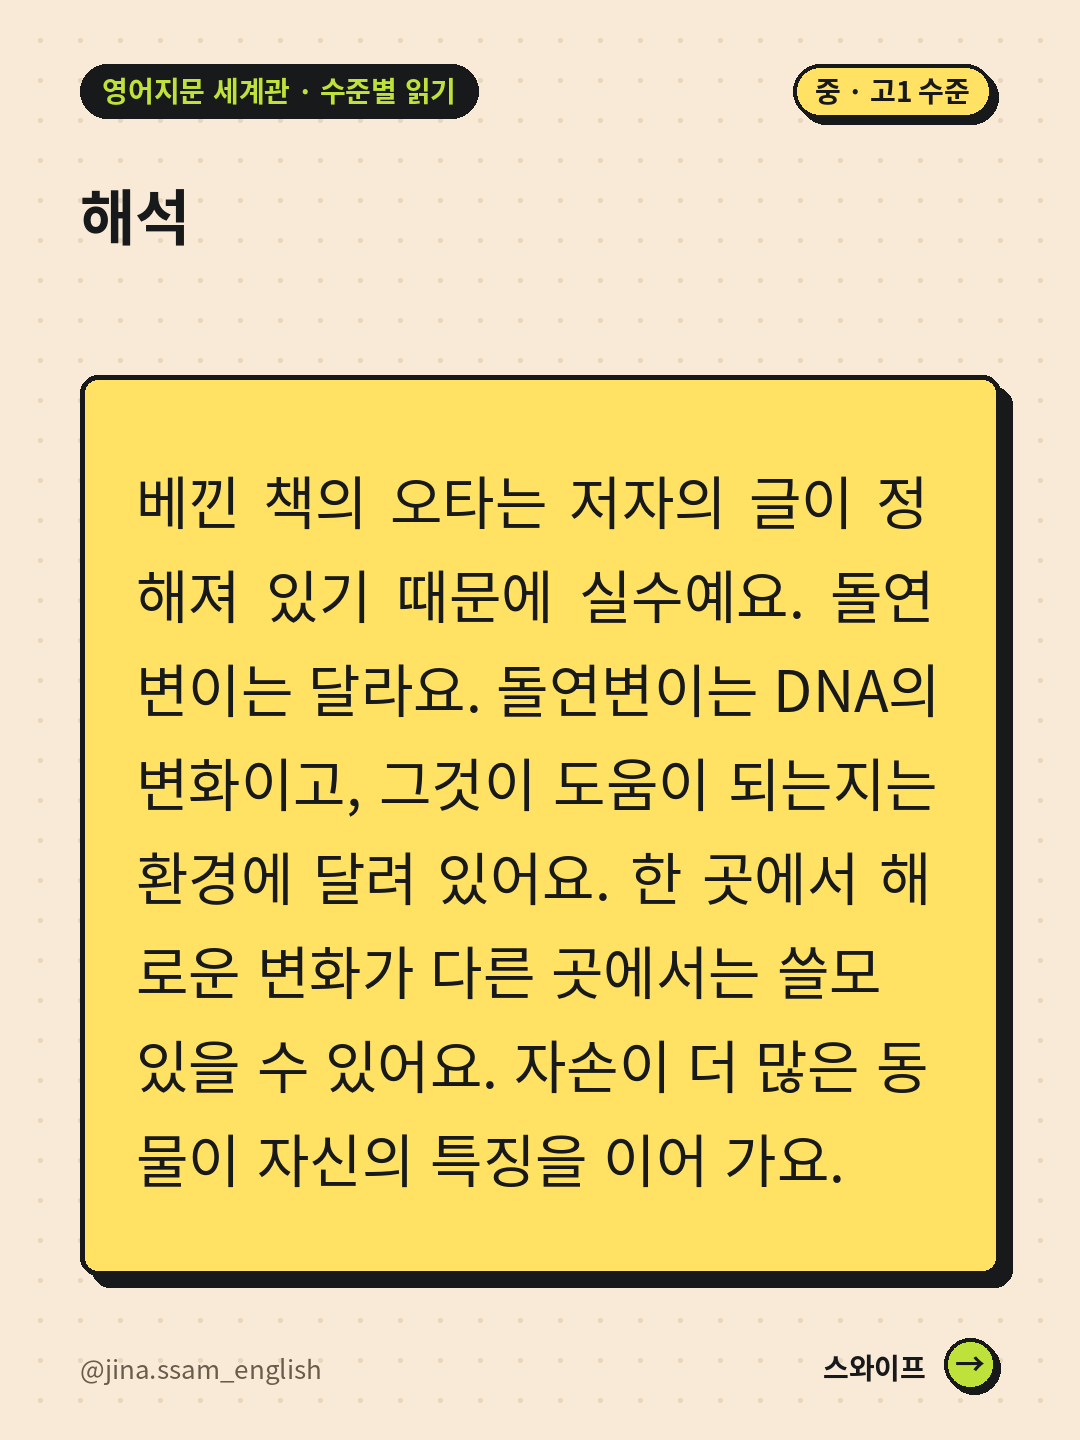 영어지문 세계관 · 수준별 읽기
중 · 고1 수준
해석
베낀 책의 오타는 저자의 글이 정
해져 있기 때문에 실수예요. 돌연
변이는 달라요. 돌연변이는 DNA의
변화이고, 그것이 도움이 되는지는
환경에 달려 있어요. 한 곳에서 해
로운 변화가 다른 곳에서는 쓸모
있을 수 있어요. 자손이 더 많은 동
물이 자신의 특징을 이어 가요.
@jina.ssam_english
스와이프 →